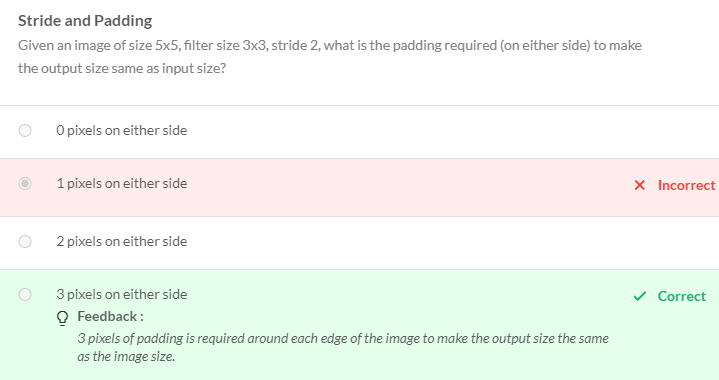 Stride and Padding
Given an image of size 5x5, filter size 3x3, stride 2, what is the padding required (on either side) to make
the output size same as input size?
0 pixels on either side
1 pixels on either side
Incorrect
2 pixels on either side
3 pixels on either side
Correct
Feedback :
3 pixels of padding is required around each edge of the image to make the output size the same
as the image size.